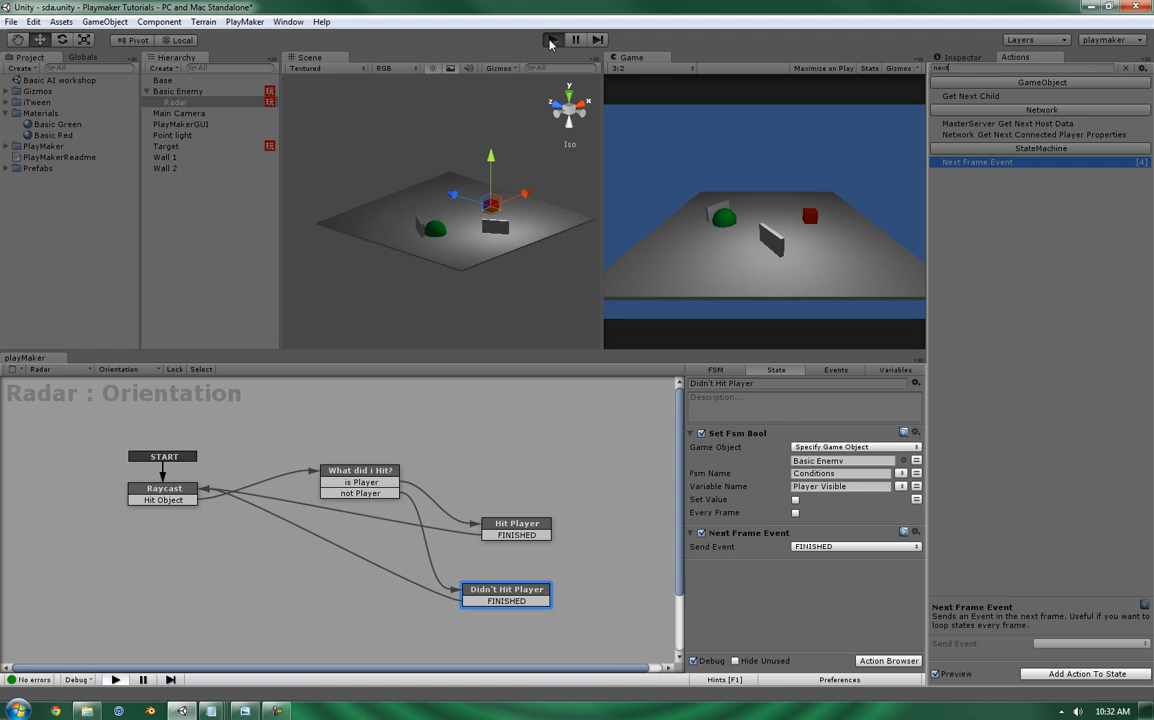 Unity - sda.unity - Playmaker Tutorials - PC and Mac Standalone*
File Edit Assets GameObject Component Terrain PlayMaker Window Help
Pivot Local Layers playmaker
Project Globals
Create All
Basic AI workshop
Gizmos
iTween
Materials
Basic Green
Basic Red
PlayMaker
PlayMakerReadme
Prefabs
Hierarchy
Create All
Base
Basic Enemy
Radar
Main Camera
PlayMakerGUI
Point light
Target
Wall 1
Wall 2
Scene
Textured RGB Gizmos All
y
z x
Iso
Game
3:2 Maximize on Play Stats Gizmos
Inspector Actions
next
GameObject
Get Next Child
Network
MasterServer Get Next Host Data
Network Get Next Connected Player Properties
StateMachine
Next Frame Event [4]
playMaker
Radar Orientation Lock Select
Radar : Orientation
START
Raycast
Hit Object
What did i Hit?
is Player
not Player
Hit Player
FINISHED
Didn't Hit Player
FINISHED
FSM State Events Variables
Didn't Hit Player
Description...
Set Fsm Bool
Game Object Specify Game Object
Basic Enemy
Fsm Name Conditions
Variable Name Player Visible
Set Value
Every Frame
Next Frame Event
Send Event FINISHED
Debug Hide Unused Action Browser
Hints [F1] Preferences
Next Frame Event
Sends an Event in the next frame. Useful if you want to
loop states every frame.
Send Event
Preview Add Action To State
No errors Debug
10:32 AM